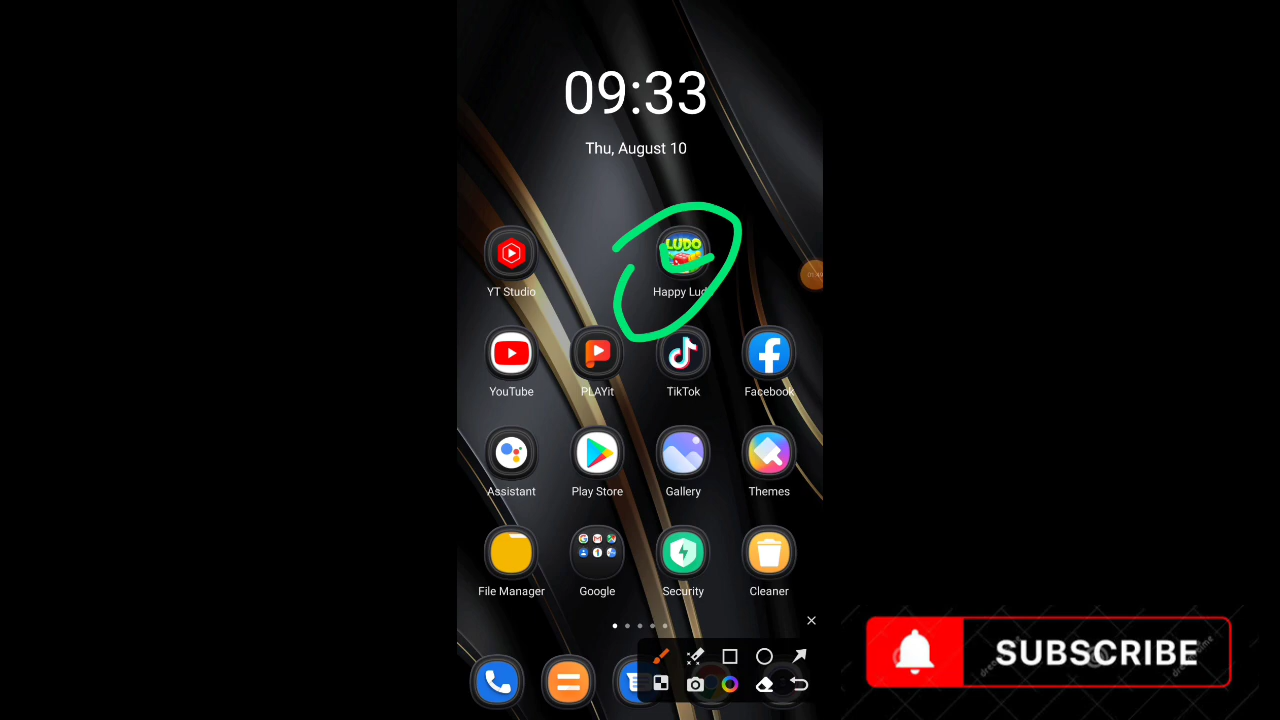 09:33
Thu, August 10
LUDO
YT Studio
Happy Lud
YouTube
PLAYit
TikTok
Facebook
Assistant
Play Store
Gallery
Themes
File Manager
Google
Security
Cleaner
SUBSCRIBE